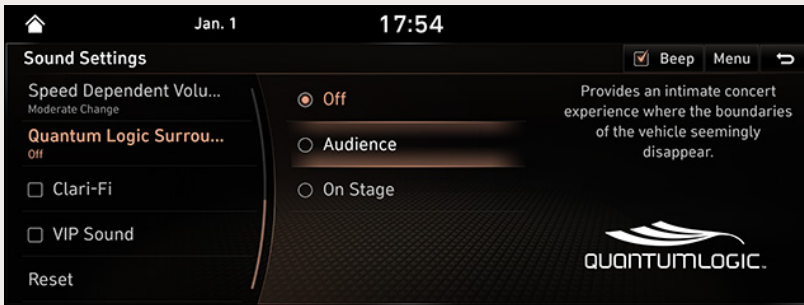 Jan. 1
17:54
Sound Settings
Beep
Menu
Speed Dependent Volu...
Moderate Change
Quantum Logic Surrou...
Off
Clari-Fi
VIP Sound
Reset
Off
Audience
On Stage
Provides an intimate concert
experience where the boundaries
of the vehicle seemingly
disappear.
QUANTUMLOGIC™